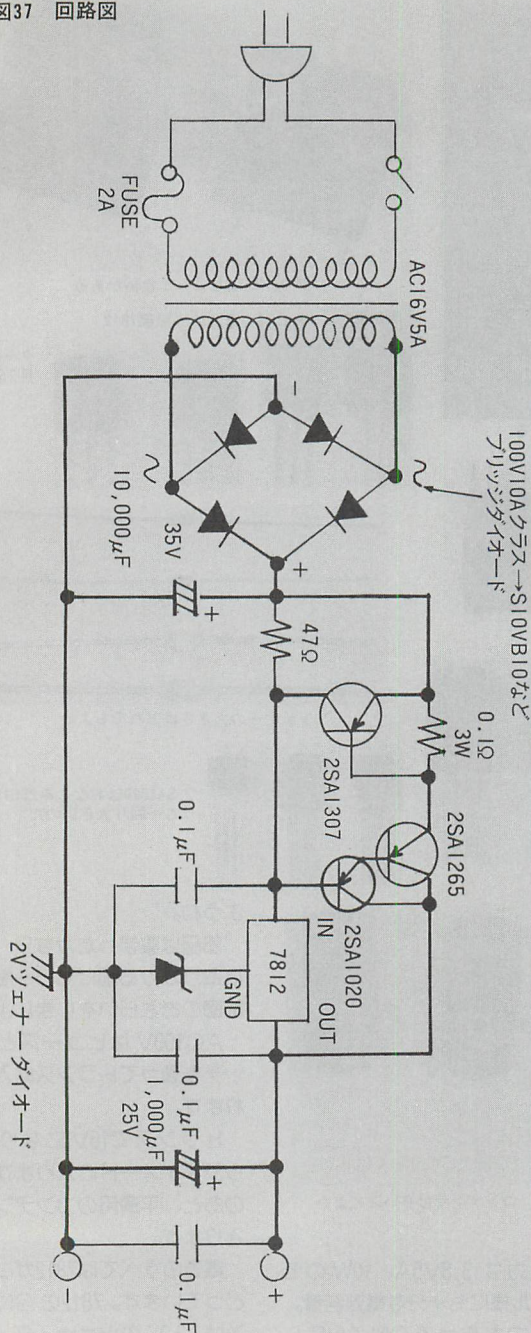 図37 回路図
FUSE
2A
AC16V5A
100V10Aクラス→S10VB10など
ブリッジダイオード
10,000μF
35V
+
−
+
47Ω
0.1Ω
3W
2SA1307
2SA1265
2SA1020
0.1μF
IN
7812
OUT
GND
2Vツェナーダイオード
0.1μF
1,000μF
25V
+
0.1μF
+
−